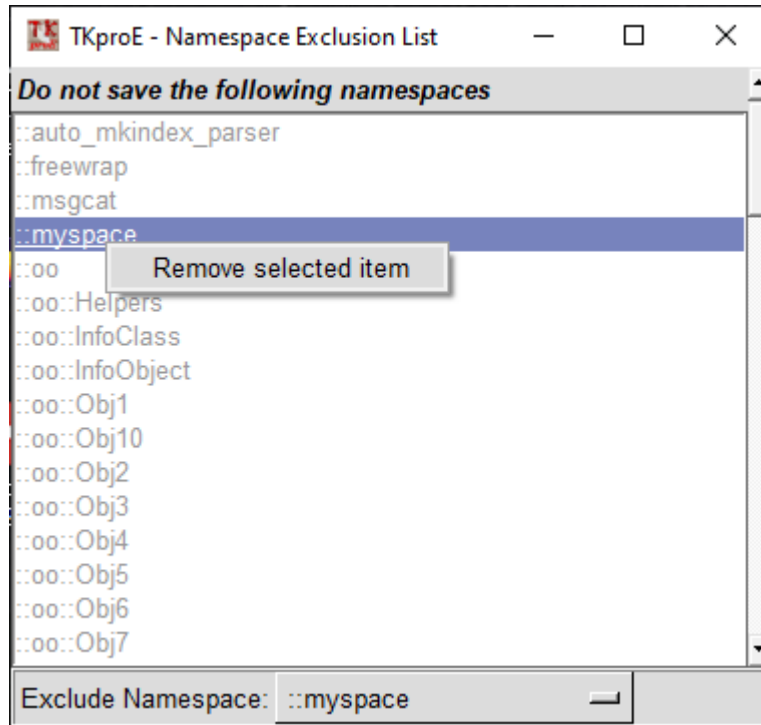 TKproE - Namespace Exclusion List
Do not save the following namespaces
::auto_mkindex_parser
::freewrap
::msgcat
::myspace
::oo
Remove selected item
::oo::Helpers
::oo::InfoClass
::oo::InfoObject
::oo::Obj1
::oo::Obj10
::oo::Obj2
::oo::Obj3
::oo::Obj4
::oo::Obj5
::oo::Obj6
::oo::Obj7
Exclude Namespace: ::myspace